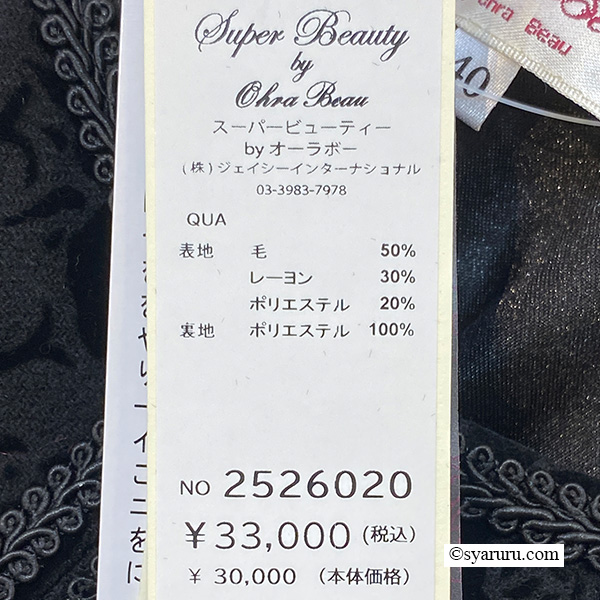 Super Beauty
by
Ohra Beau
スーパービューティー
by オーラボー
(株)ジェイシーインターナショナル
03-3983-7978
QUA
表地 毛 50%
レーヨン 30%
ポリエステル 20%
裏地 ポリエステル 100%
NO 2526020
￥33,000(税込)
￥ 30,000 (本体価格)
Ohra Beau
40
©syaruru.com